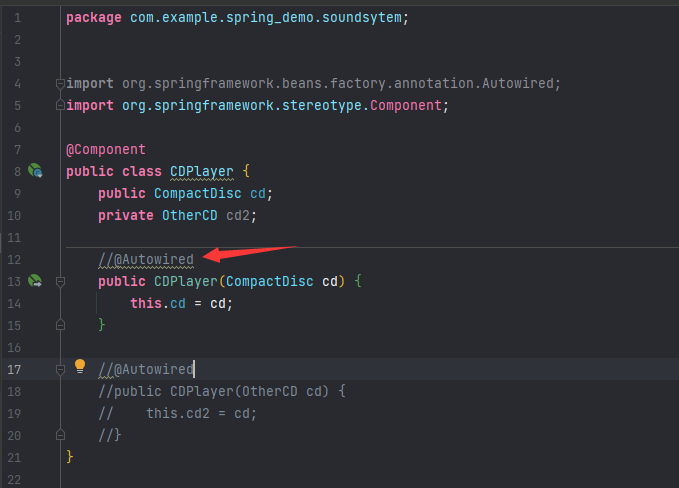 1 package com.example.spring_demo.soundsytem;
2
3
4 import org.springframework.beans.factory.annotation.Autowired;
5 import org.springframework.stereotype.Component;
6
7 @Component
8 public class CDPlayer {
9     public CompactDisc cd;
10     private OtherCD cd2;
11
12     //@Autowired
13     public CDPlayer(CompactDisc cd) {
14         this.cd = cd;
15     }
16
17     //@Autowired
18     //public CDPlayer(OtherCD cd) {
19     //    this.cd2 = cd;
20     //}
21 }
22